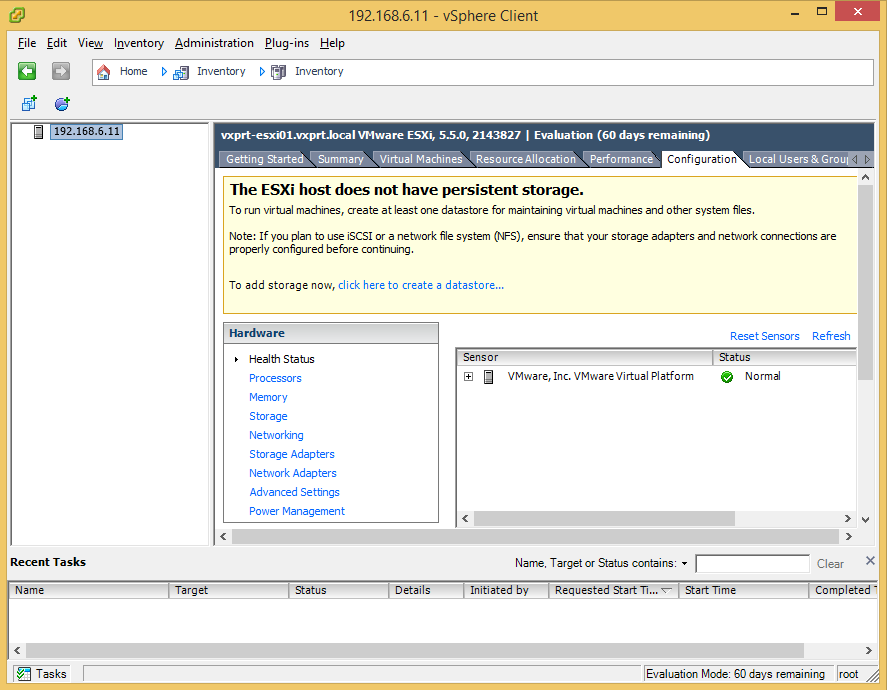 192.168.6.11 - vSphere Client
File Edit View Inventory Administration Plug-ins Help
Home Inventory Inventory
192.168.6.11
vxprt-esxi01.vxprt.local VMware ESXi, 5.5.0, 2143827 | Evaluation (60 days remaining)
Getting Started Summary Virtual Machines Resource Allocation Performance Configuration Local Users & Grou
The ESXi host does not have persistent storage.
To run virtual machines, create at least one datastore for maintaining virtual machines and other system files.
Note: If you plan to use iSCSI or a network file system (NFS), ensure that your storage adapters and network connections are
properly configured before continuing.
To add storage now, click here to create a datastore...
Hardware
Health Status
Processors
Memory
Storage
Networking
Storage Adapters
Network Adapters
Advanced Settings
Power Management
Reset Sensors Refresh
Sensor Status
VMware, Inc. VMware Virtual Platform Normal
Recent Tasks
Name, Target or Status contains: Clear
Name Target Status Details Initiated by Requested Start Ti... Start Time Completed T
Tasks Evaluation Mode: 60 days remaining root